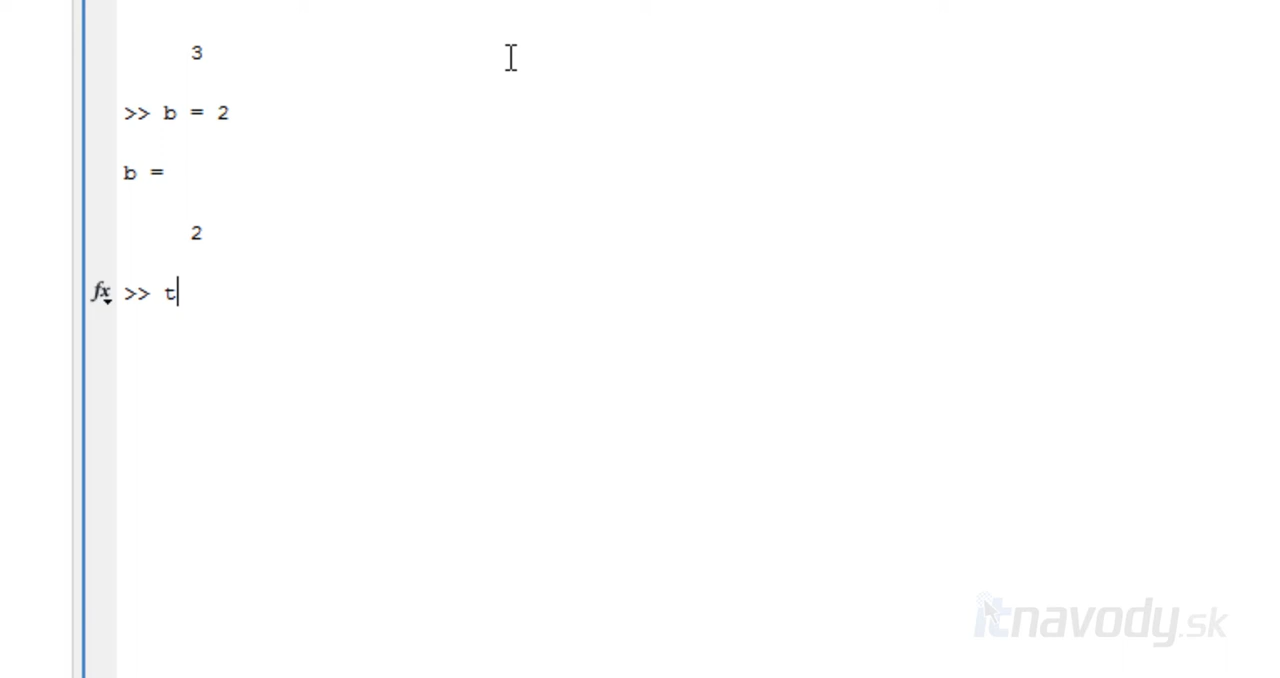 3
>> b = 2
b =
2
fx >> t
itnavody.sk